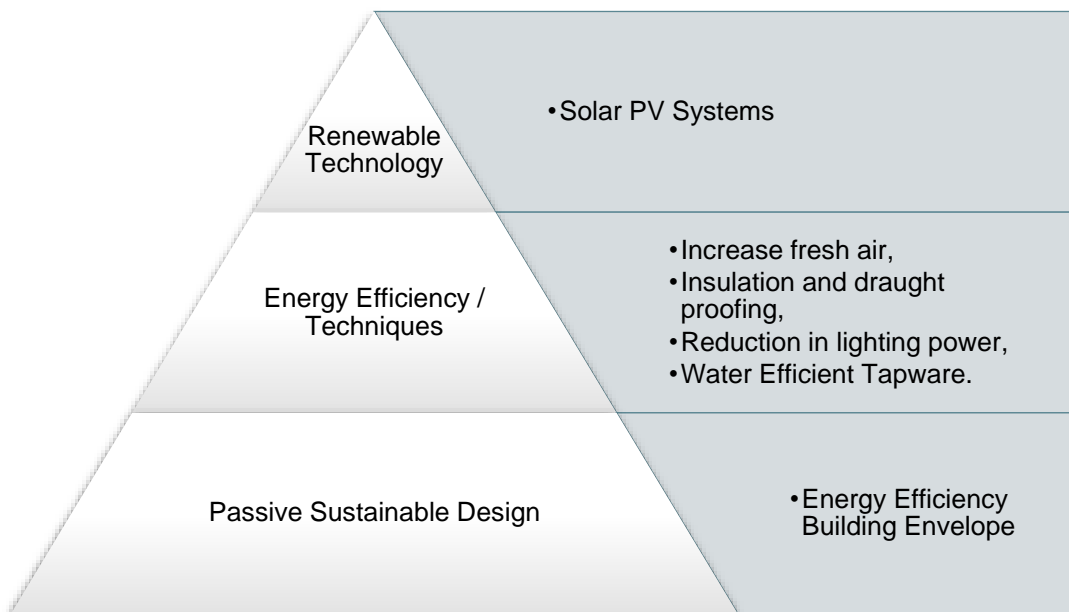 Renewable
Technology
•Solar PV Systems
Energy Efficiency /
Techniques
•Increase fresh air,
•Insulation and draught
proofing,
•Reduction in lighting power,
•Water Efficient Tapware.
Passive Sustainable Design
•Energy Efficiency
Building Envelope